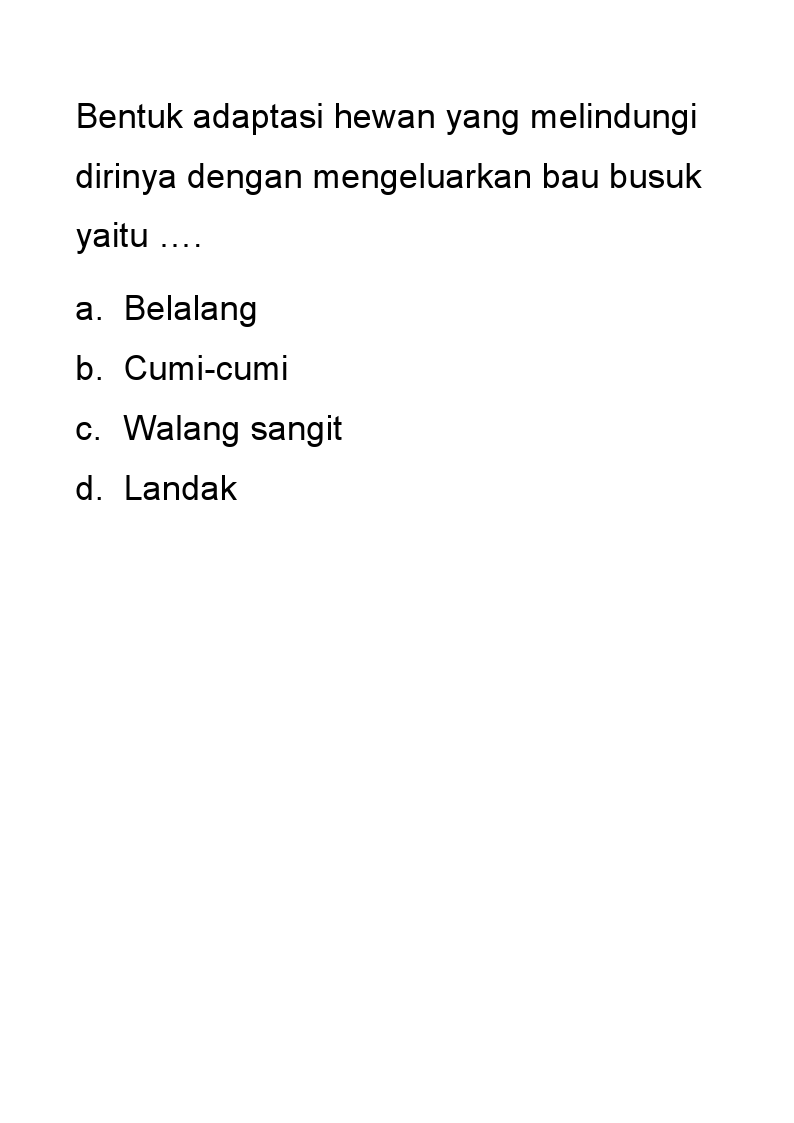 Bentuk adaptasi hewan yang melindungi
dirinya dengan mengeluarkan bau busuk
yaitu ….
a. Belalang
b. Cumi-cumi
c. Walang sangit
d. Landak